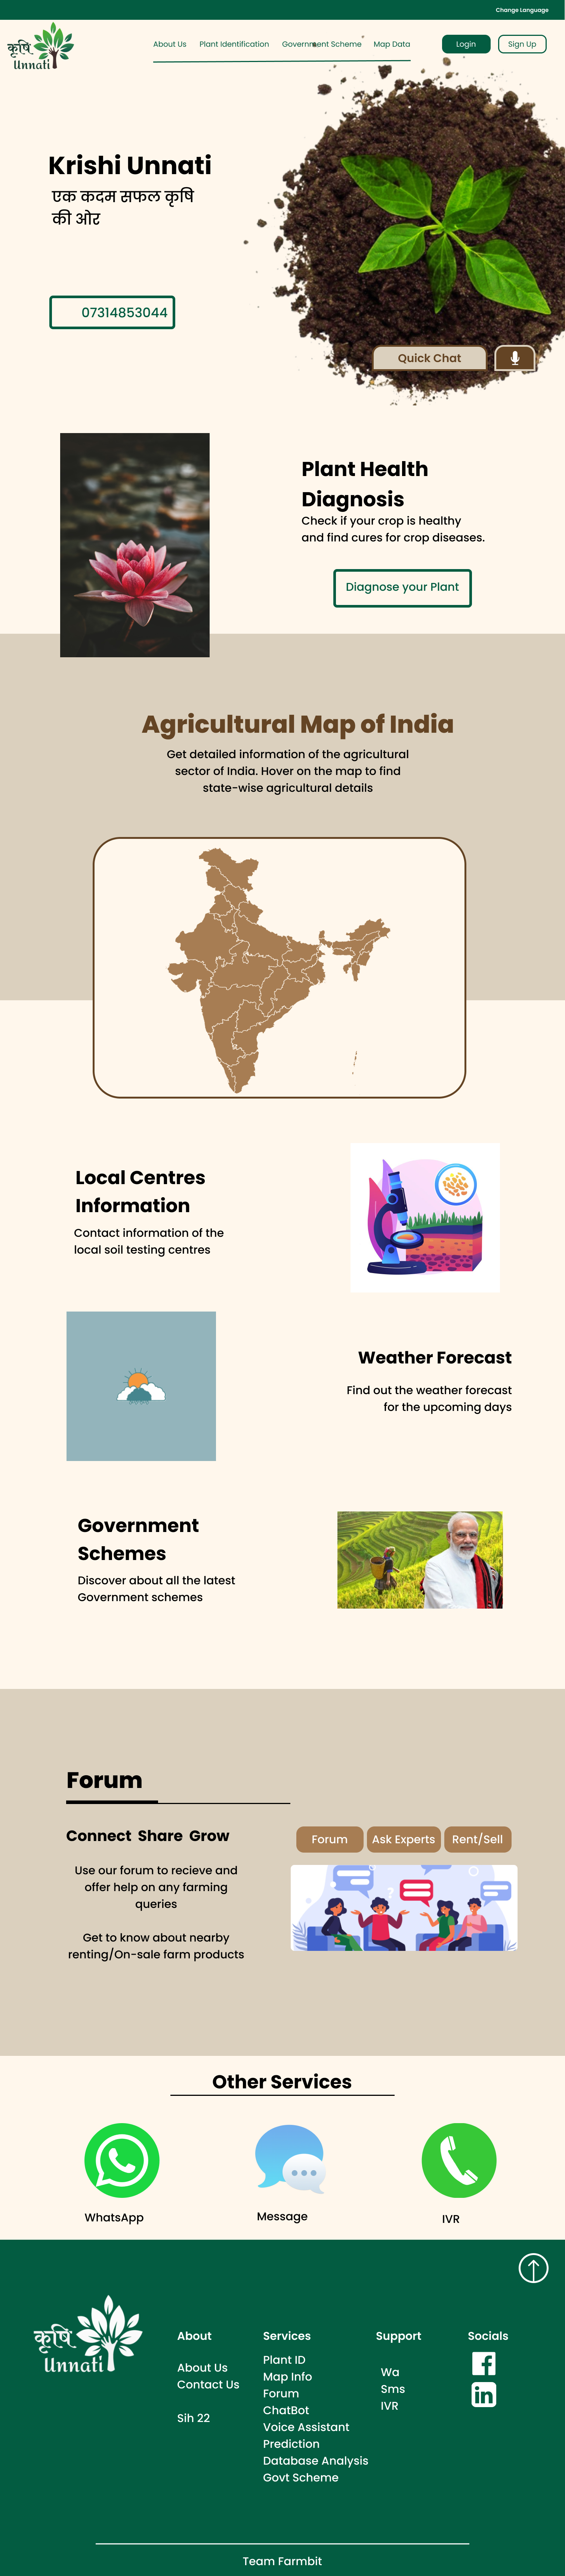 Change Language
कृषि
Unnati
About Us
Plant Identification
Government Scheme
Map Data
Login
Sign Up
Krishi Unnati
एक कदम सफल कृषि
की ओर
07314853044
Quick Chat
Plant Health
Diagnosis
Check if your crop is healthy
and find cures for crop diseases.
Diagnose your Plant
Agricultural Map of India
Get detailed information of the agricultural
sector of India. Hover on the map to find
state-wise agricultural details
Local Centres
Information
Contact information of the
local soil testing centres
Weather Forecast
Find out the weather forecast
for the upcoming days
Government
Schemes
Discover about all the latest
Government schemes
Forum
Connect Share Grow
Use our forum to recieve and
offer help on any farming
queries
Get to know about nearby
renting/On-sale farm products
Forum
Ask Experts
Rent/Sell
Other Services
WhatsApp
Message
IVR
कृषि
Unnati
About
About Us
Contact Us
Sih 22
Services
Plant ID
Map Info
Forum
ChatBot
Voice Assistant
Prediction
Database Analysis
Govt Scheme
Support
Wa
Sms
IVR
Socials
Team Farmbit